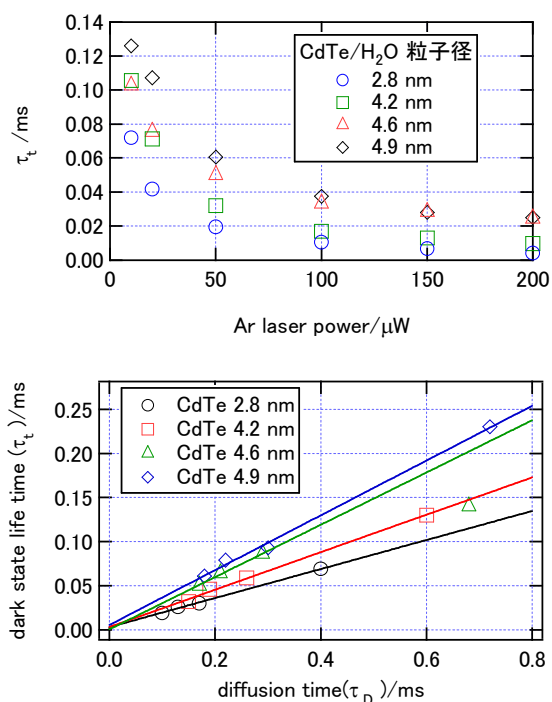 0.14
0.12
0.10
0.08
0.06
0.04
0.02
0.00
τt /ms
CdTe/H2O 粒子径
2.8 nm
4.2 nm
4.6 nm
4.9 nm
0 50 100 150 200
Ar laser power/μW
0.25
0.20
0.15
0.10
0.05
0.00
dark state life time (τt)/ms
CdTe 2.8 nm
CdTe 4.2 nm
CdTe 4.6 nm
CdTe 4.9 nm
0.0 0.2 0.4 0.6 0.8
diffusion time(τD)/ms